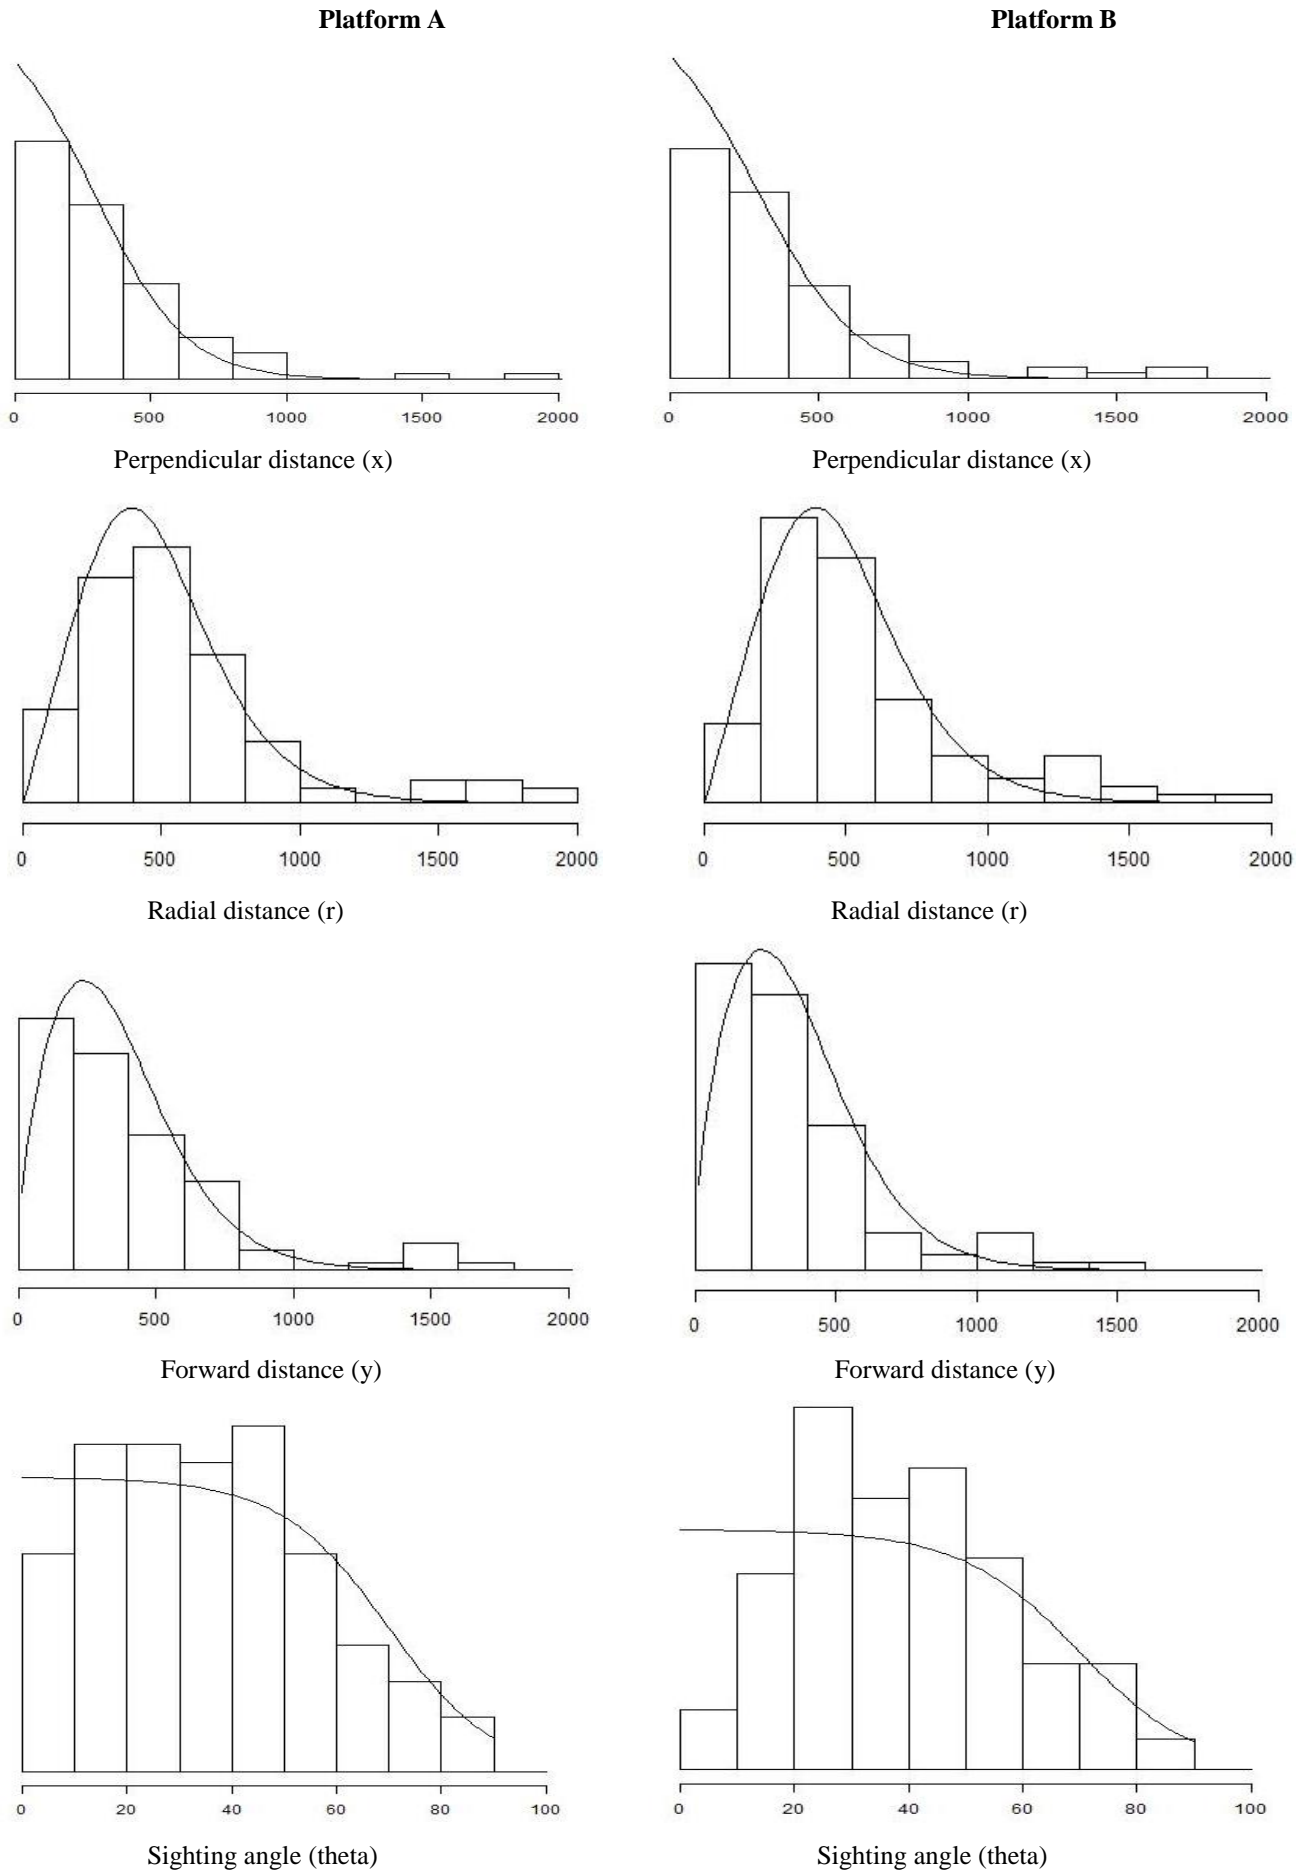 Platform A Platform B
0 500 1000 1500 2000 0 500 1000 1500 2000
Perpendicular distance (x) Perpendicular distance (x)
0 500 1000 1500 2000 0 500 1000 1500 2000
Radial distance (r) Radial distance (r)
0 500 1000 1500 2000 0 500 1000 1500 2000
Forward distance (y) Forward distance (y)
0 20 40 60 80 100 0 20 40 60 80 100
Sighting angle (theta) Sighting angle (theta)